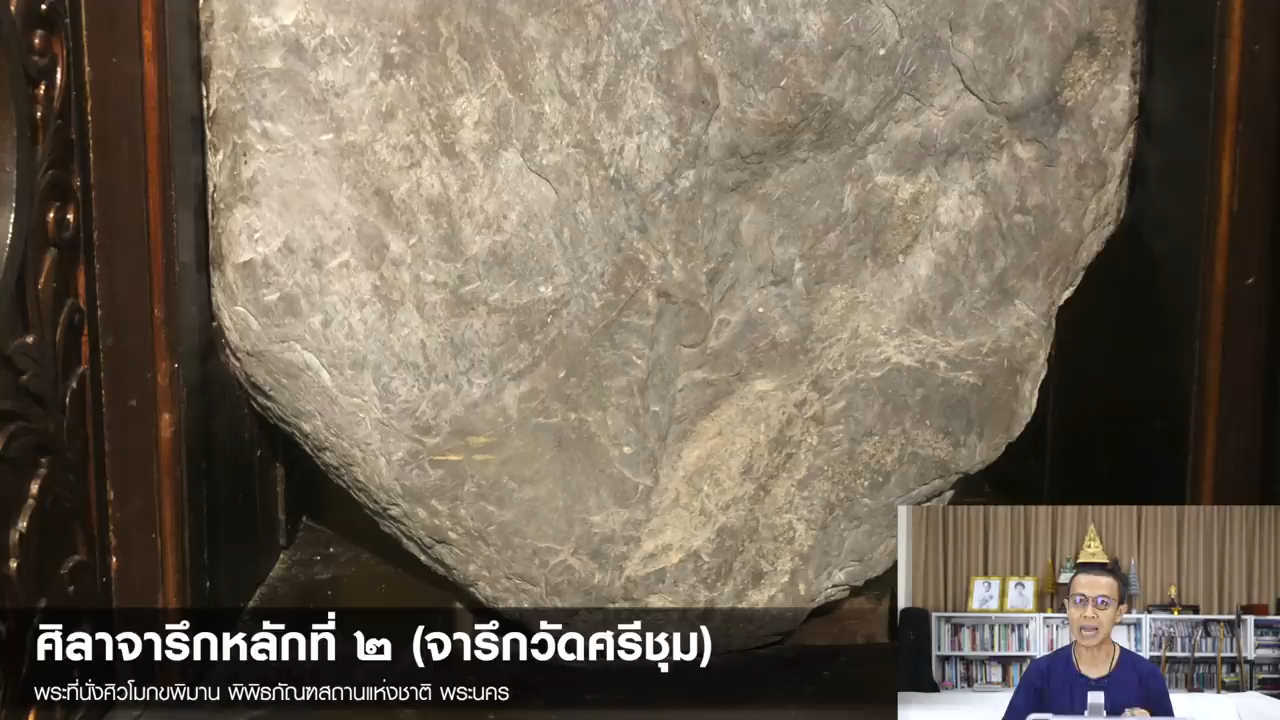 ศิลาจารึกหลักที่ ๒ (จารึกวัดศรีชุม)
พระที่นั่งศิวโมกขพิมาน พิพิธภัณฑสถานแห่งชาติ พระนคร